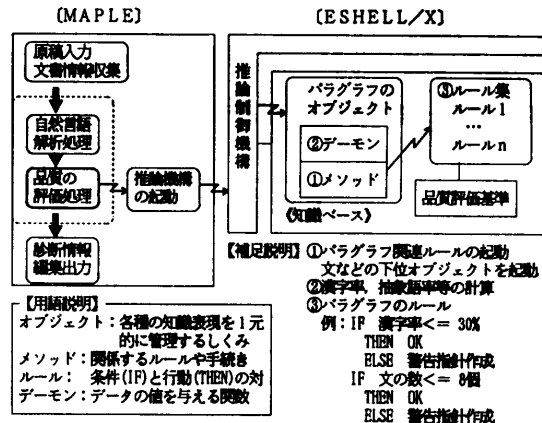 〔MAPLE〕
原稿入力
文書情報収集
自然言語
解析処理
品質の
評価処理
推論機構
の起動
診断情報
編集出力
〔ESHELL/X〕
推論制御機構
パラグラフの
オブジェクト
②デーモン
①メソッド
《知識ベース》
③ルール集
ルール1
…
ルールn
品質評価基準
【補足説明】①パラグラフ関連ルールの起動
文などの下位オブジェクトを起動
②漢字率,抽象語率等の計算
③パラグラフのルール
例:IF 漢字率<= 30%
THEN OK
ELSE 警告指針作成
IF 文の数<= 8個
THEN OK
ELSE 警告指針作成
【用語説明】
オブジェクト:各種の知識表現を1元
的に管理するしくみ
メソッド:関係するルールや手続き
ルール: 条件(IF)と行動(THEN)の対
デーモン:データの値を与える関数